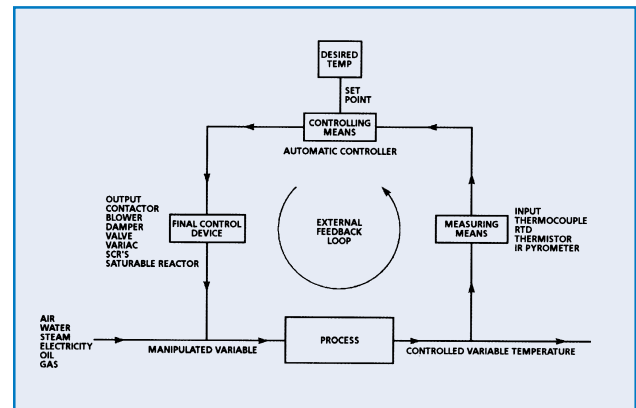 DESIRED
TEMP
SET
POINT
CONTROLLING
MEANS
AUTOMATIC CONTROLLER
OUTPUT
CONTACTOR
BLOWER
DAMPER
VALVE
VARIAC
SCR'S
SATURABLE REACTOR
FINAL CONTROL
DEVICE
EXTERNAL
FEEDBACK
LOOP
MEASURING
MEANS
INPUT
THERMOCOUPLE
RTD
THERMISTOR
IR PYROMETER
AIR
WATER
STEAM
ELECTRICITY
OIL
GAS
MANIPULATED VARIABLE
PROCESS
CONTROLLED VARIABLE TEMPERATURE